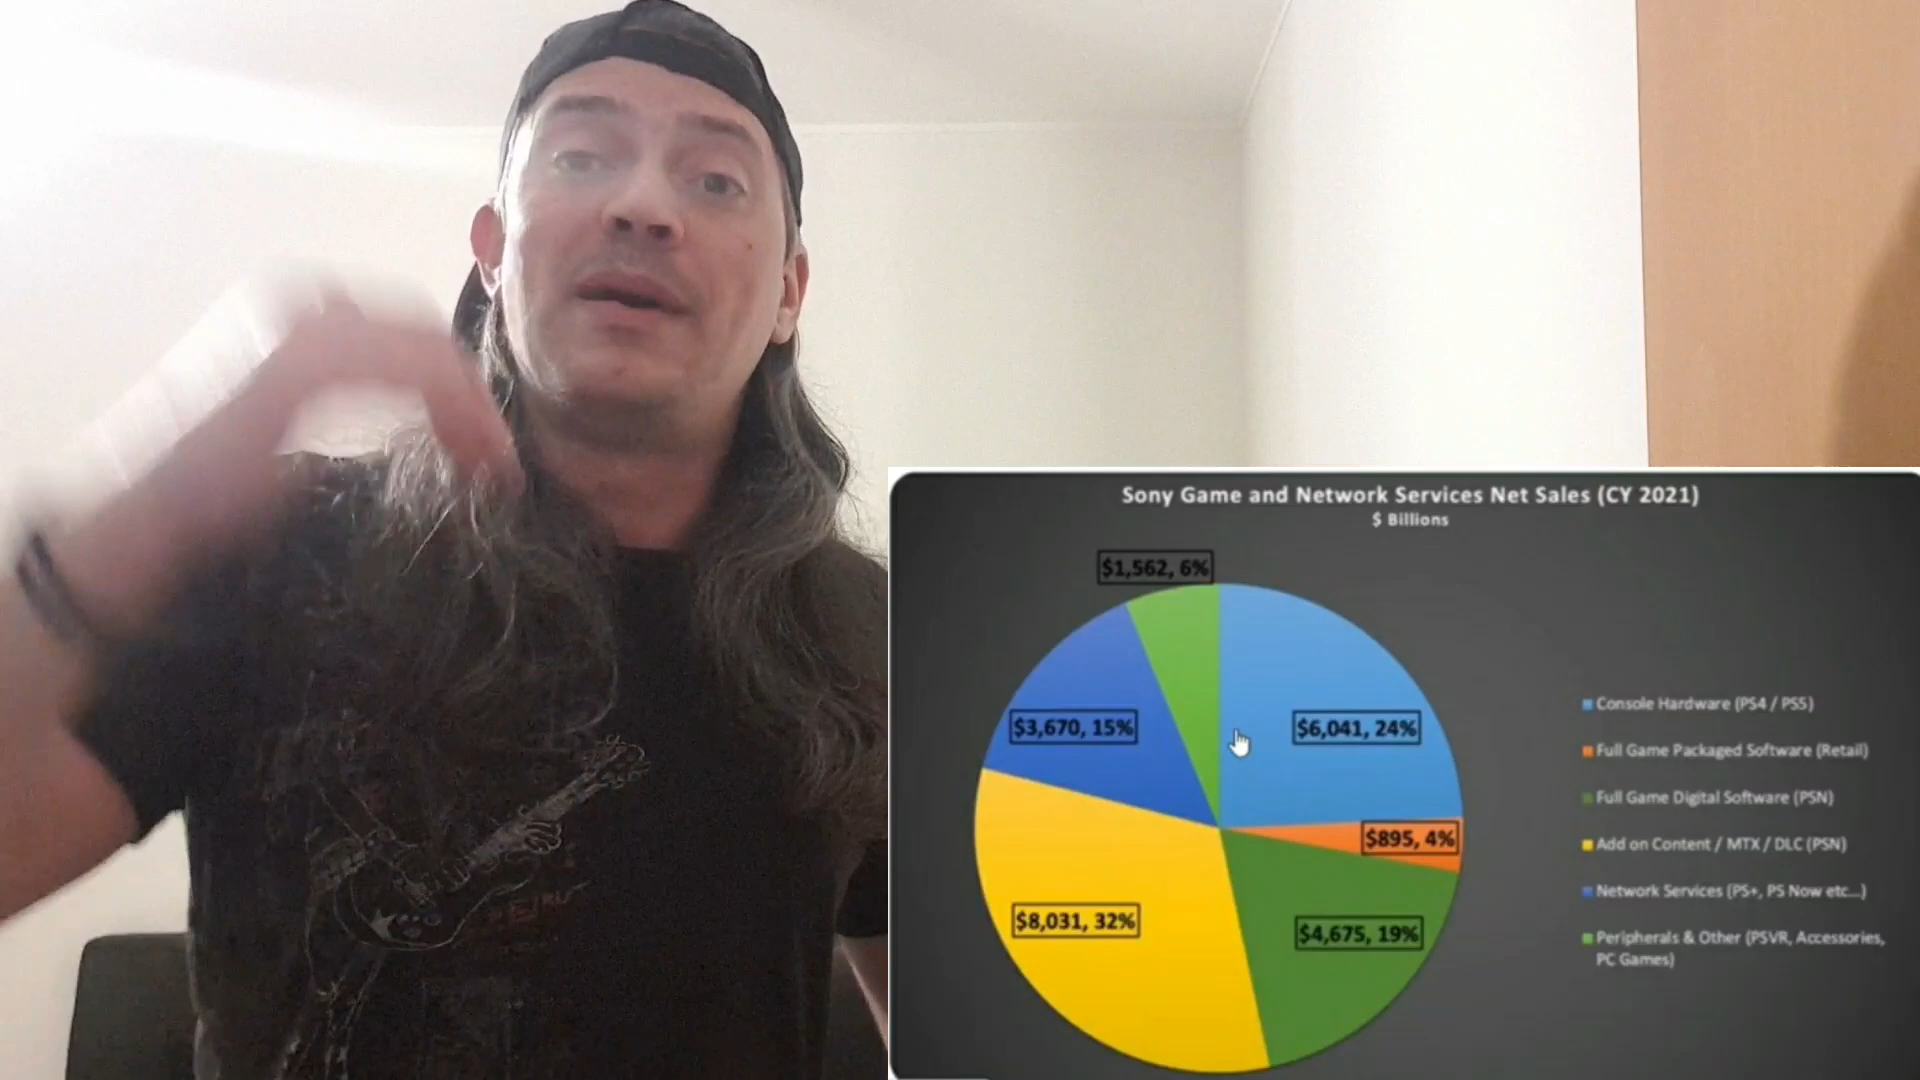 Sony Game and Network Services Net Sales (CY 2021)
$ Billions
$1,562, 6%
$3,670, 15%
$6,041, 24%
$895, 4%
$8,031, 32%
$4,675, 19%
Console Hardware (PS4 / PS5)
Full Game Packaged Software (Retail)
Full Game Digital Software (PSN)
Add on Content / MTX / DLC (PSN)
Network Services (PS+, PS Now etc...)
Peripherals & Other (PSVR, Accessories,
PC Games)